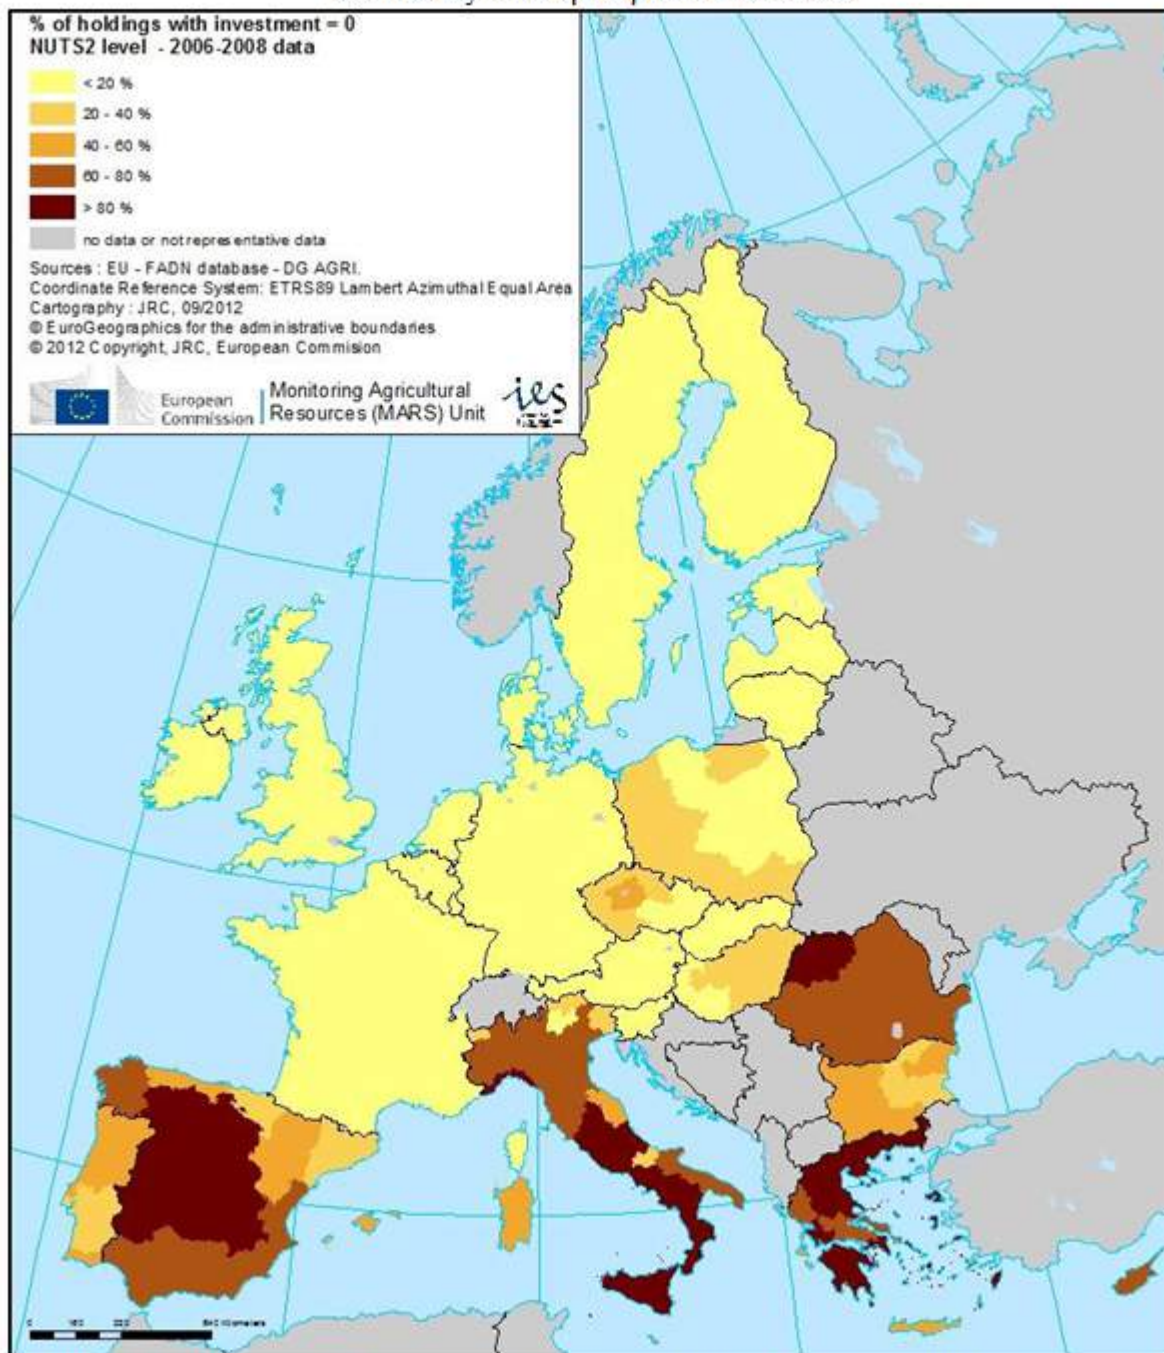 % of holdings with investment = 0
NUTS2 level - 2006-2008 data
< 20 %
20 - 40 %
40 - 60 %
60 - 80 %
> 80 %
no data or not representative data
Sources : EU - FADN database - DG AGRI.
Coordinate Reference System: ETRS89 Lambert Azimuthal Equal Area
Cartography : JRC, 09/2012
© EuroGeographics for the administrative boundaries
© 2012 Copyright, JRC, European Commision
European
Commission
Monitoring Agricultural
Resources (MARS) Unit
ies